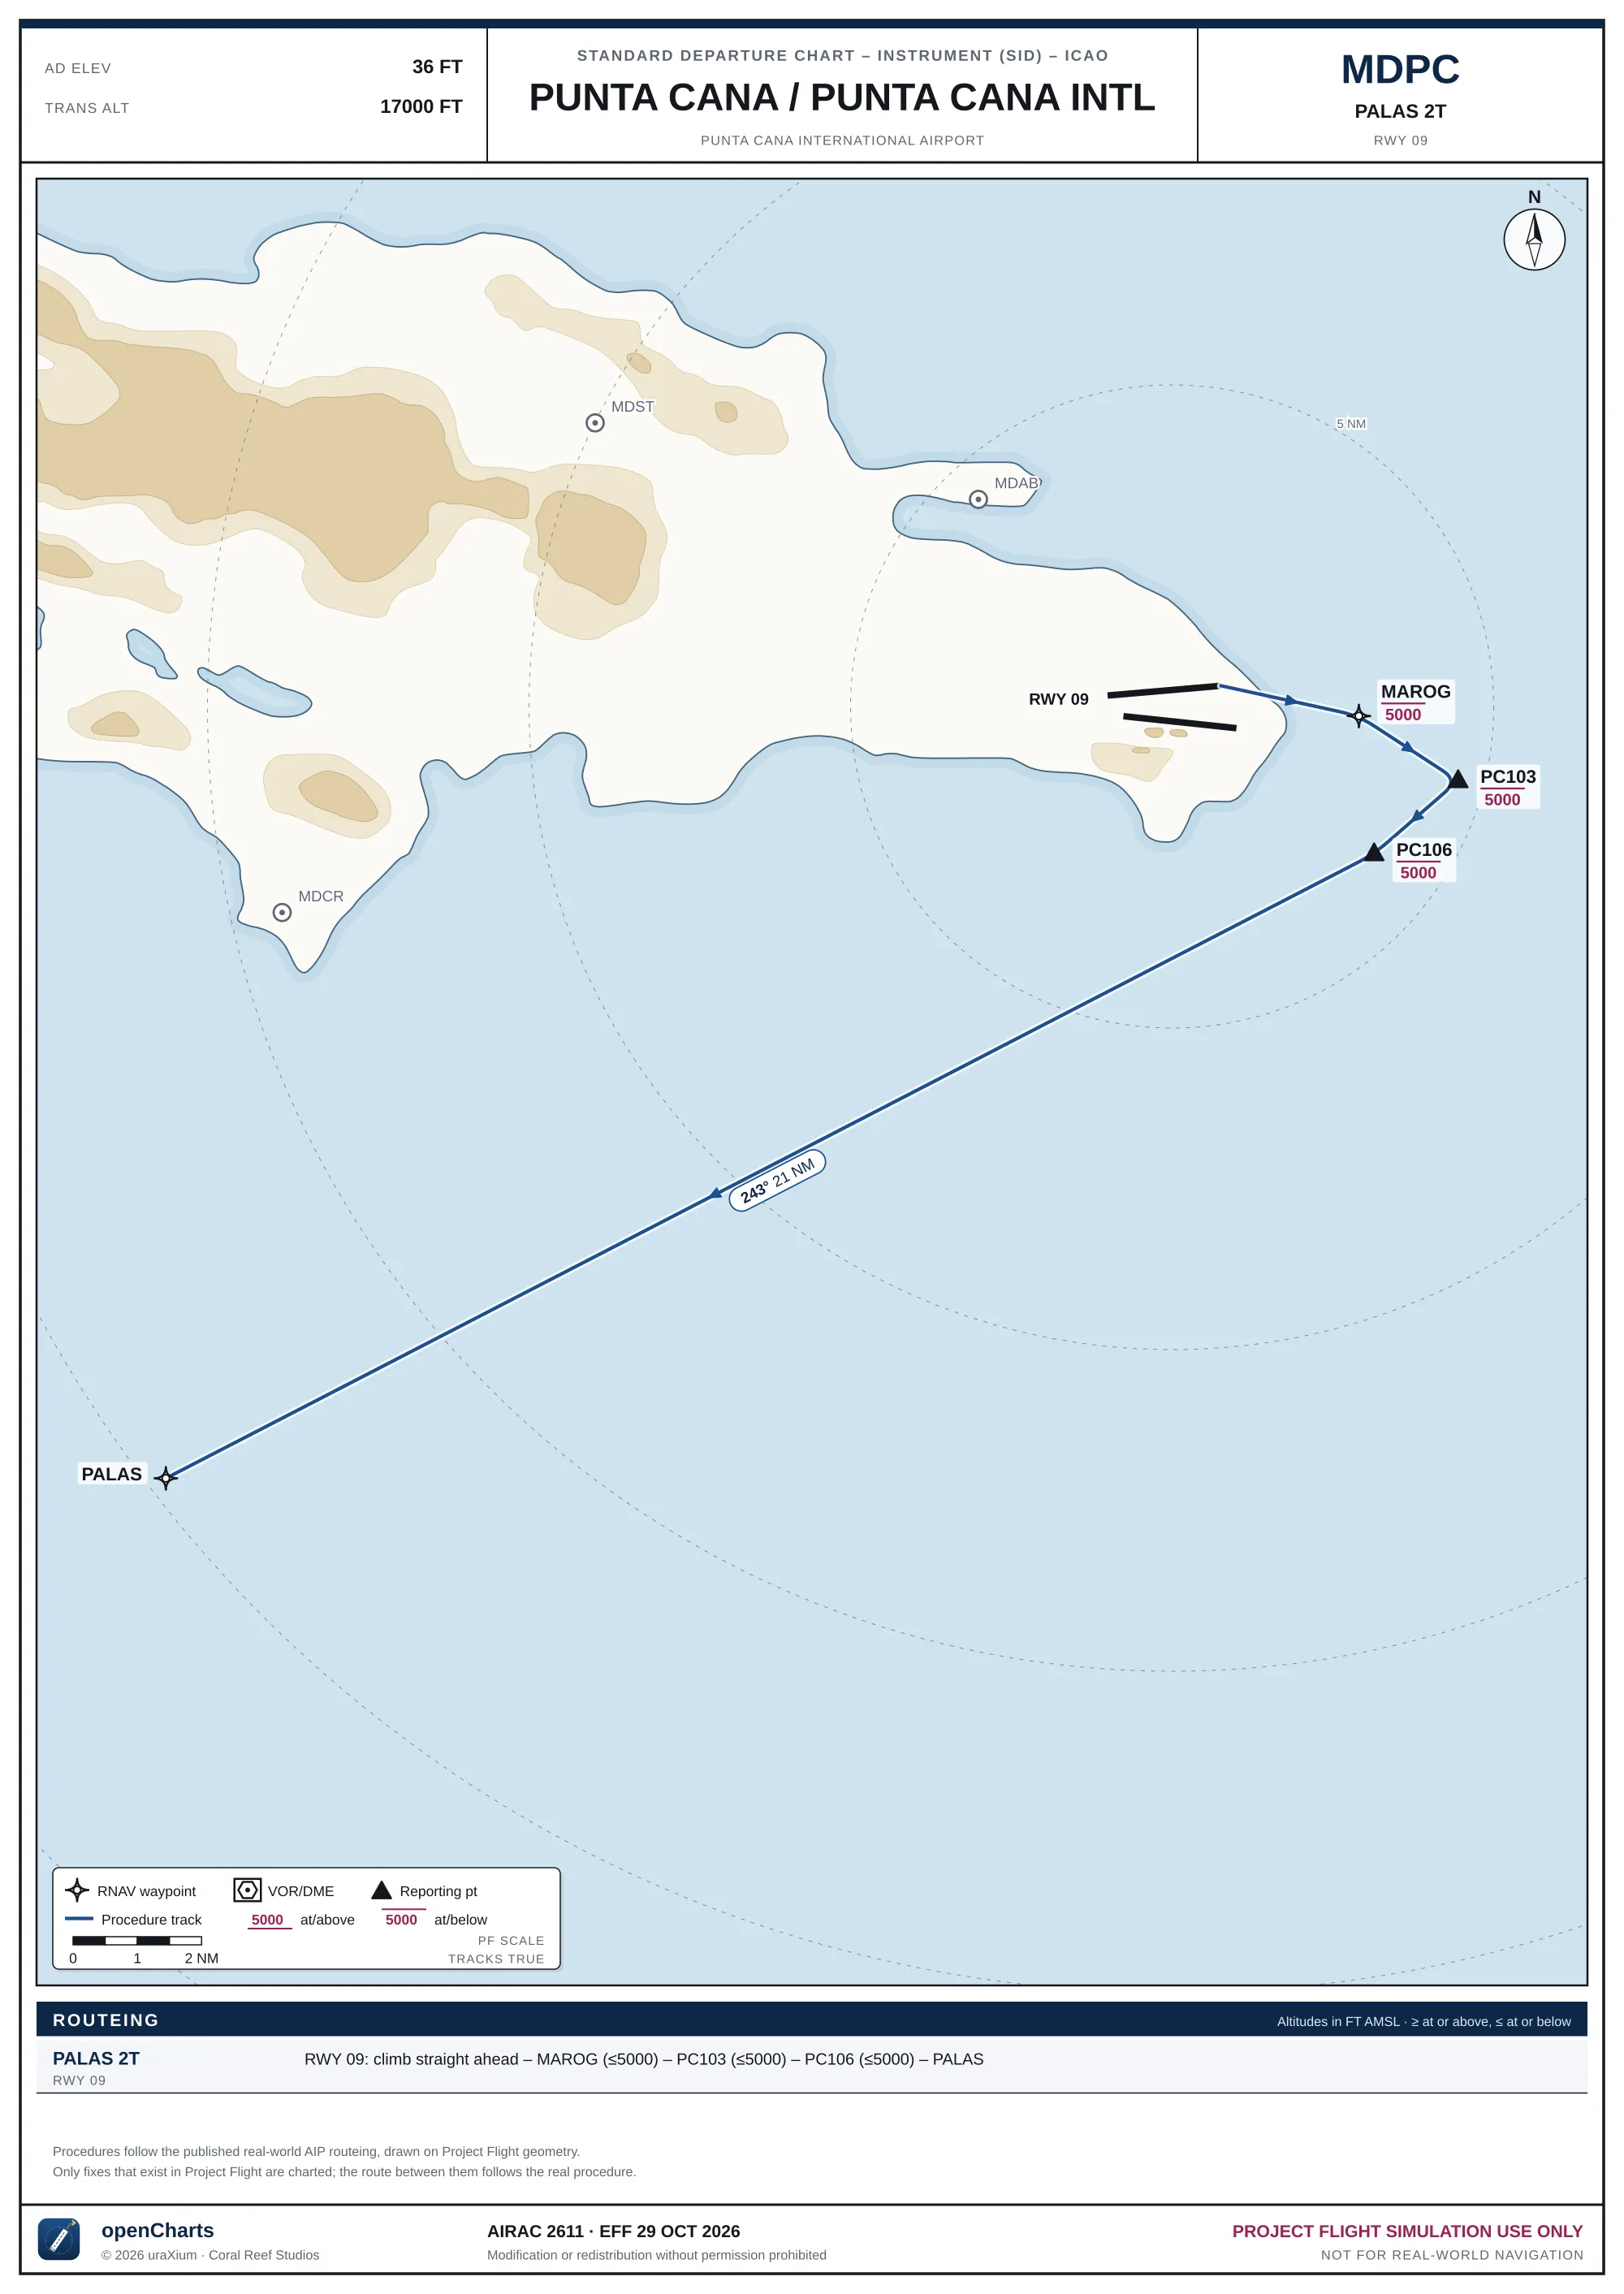 AD ELEV 36 FT
TRANS ALT 17000 FT
STANDARD DEPARTURE CHART – INSTRUMENT (SID) – ICAO
PUNTA CANA / PUNTA CANA INTL
PUNTA CANA INTERNATIONAL AIRPORT
MDPC
PALAS 2T
RWY 09
N
MDST
5 NM
MDAB
RWY 09
MAROG
5000
PC103
5000
PC106
5000
MDCR
243° 21 NM
PALAS
RNAV waypoint VOR/DME Reporting pt
Procedure track 5000 at/above 5000 at/below
PF SCALE
0 1 2 NM TRACKS TRUE
ROUTEING Altitudes in FT AMSL · ≥ at or above, ≤ at or below
PALAS 2T RWY 09: climb straight ahead – MAROG (≤5000) – PC103 (≤5000) – PC106 (≤5000) – PALAS
RWY 09
Procedures follow the published real-world AIP routeing, drawn on Project Flight geometry.
Only fixes that exist in Project Flight are charted; the route between them follows the real procedure.
openCharts
© 2026 uraXium · Coral Reef Studios
AIRAC 2611 · EFF 29 OCT 2026
Modification or redistribution without permission prohibited
PROJECT FLIGHT SIMULATION USE ONLY
NOT FOR REAL-WORLD NAVIGATION